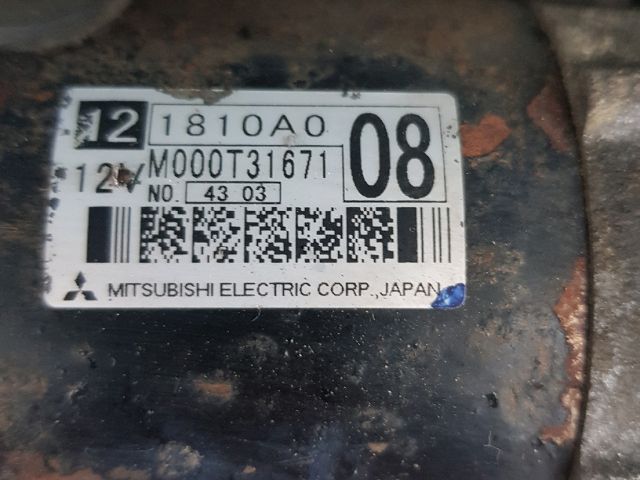 12 1810A0 08
12V M000T31671
NO. 43 03
MITSUBISHI ELECTRIC CORP., JAPAN